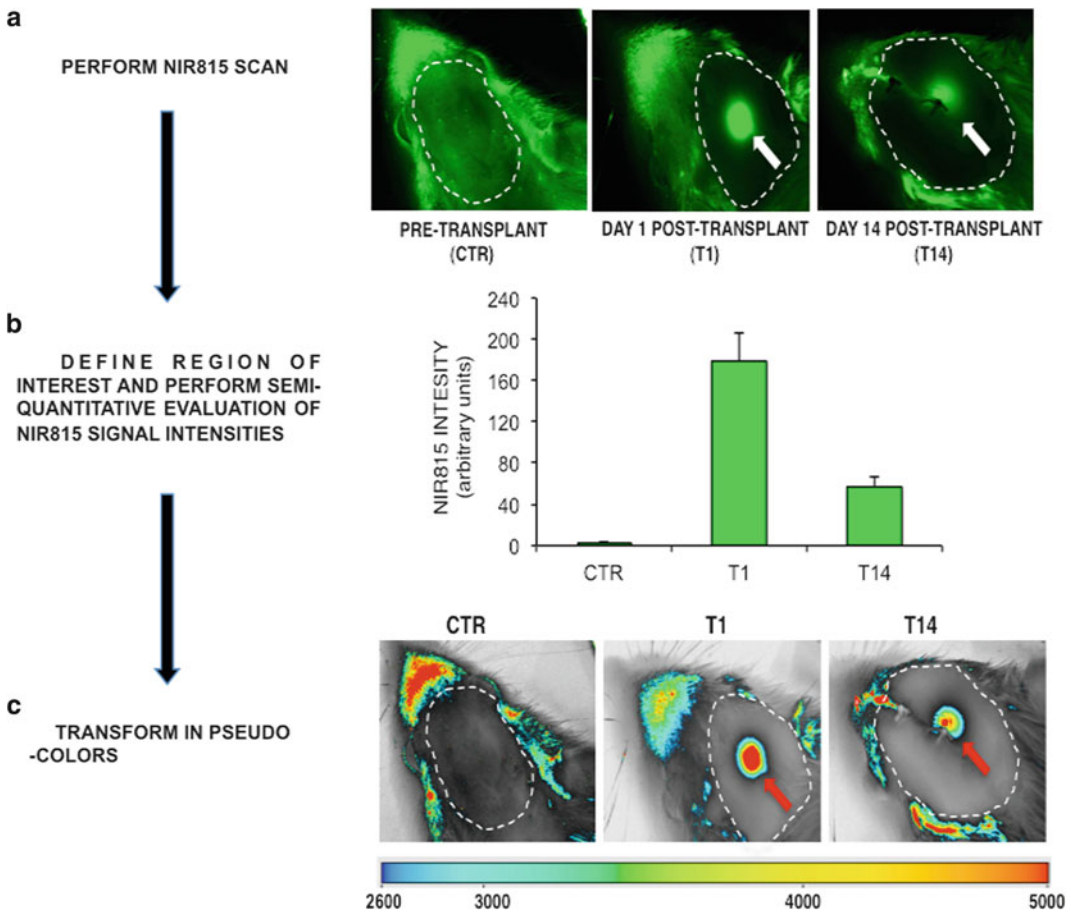 a
PERFORM NIR815 SCAN
PRE-TRANSPLANT
(CTR)
DAY 1 POST-TRANSPLANT
(T1)
DAY 14 POST-TRANSPLANT
(T14)
b
DEFINE REGION OF
INTEREST AND PERFORM SEMI-
QUANTITATIVE EVALUATION OF
NIR815 SIGNAL INTENSITIES
NIR815 INTESITY
(arbitrary units)
240
200
160
120
80
40
0
CTR
T1
T14
c
TRANSFORM IN PSEUDO
-COLORS
CTR
T1
T14
2600
3000
4000
5000